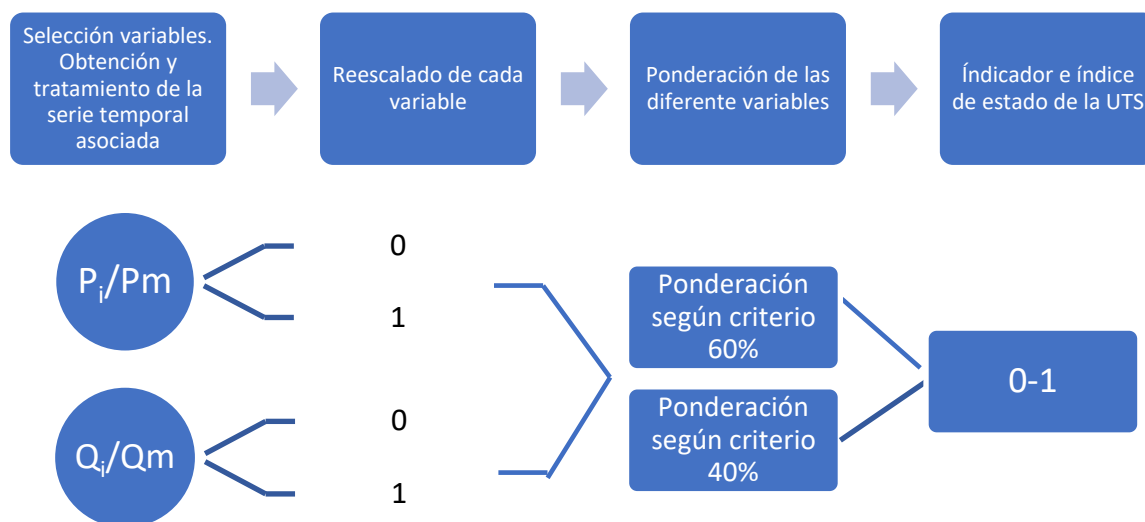 Selección variables.
Obtención y
tratamiento de la
serie temporal
asociada
Reescalado de cada
variable
Ponderación de las
diferente variables
Índicador e índice
de estado de la UTS
Pi/Pm
0
1
Qi/Qm
0
1
Ponderación
según criterio
60%
Ponderación
según criterio
40%
0-1